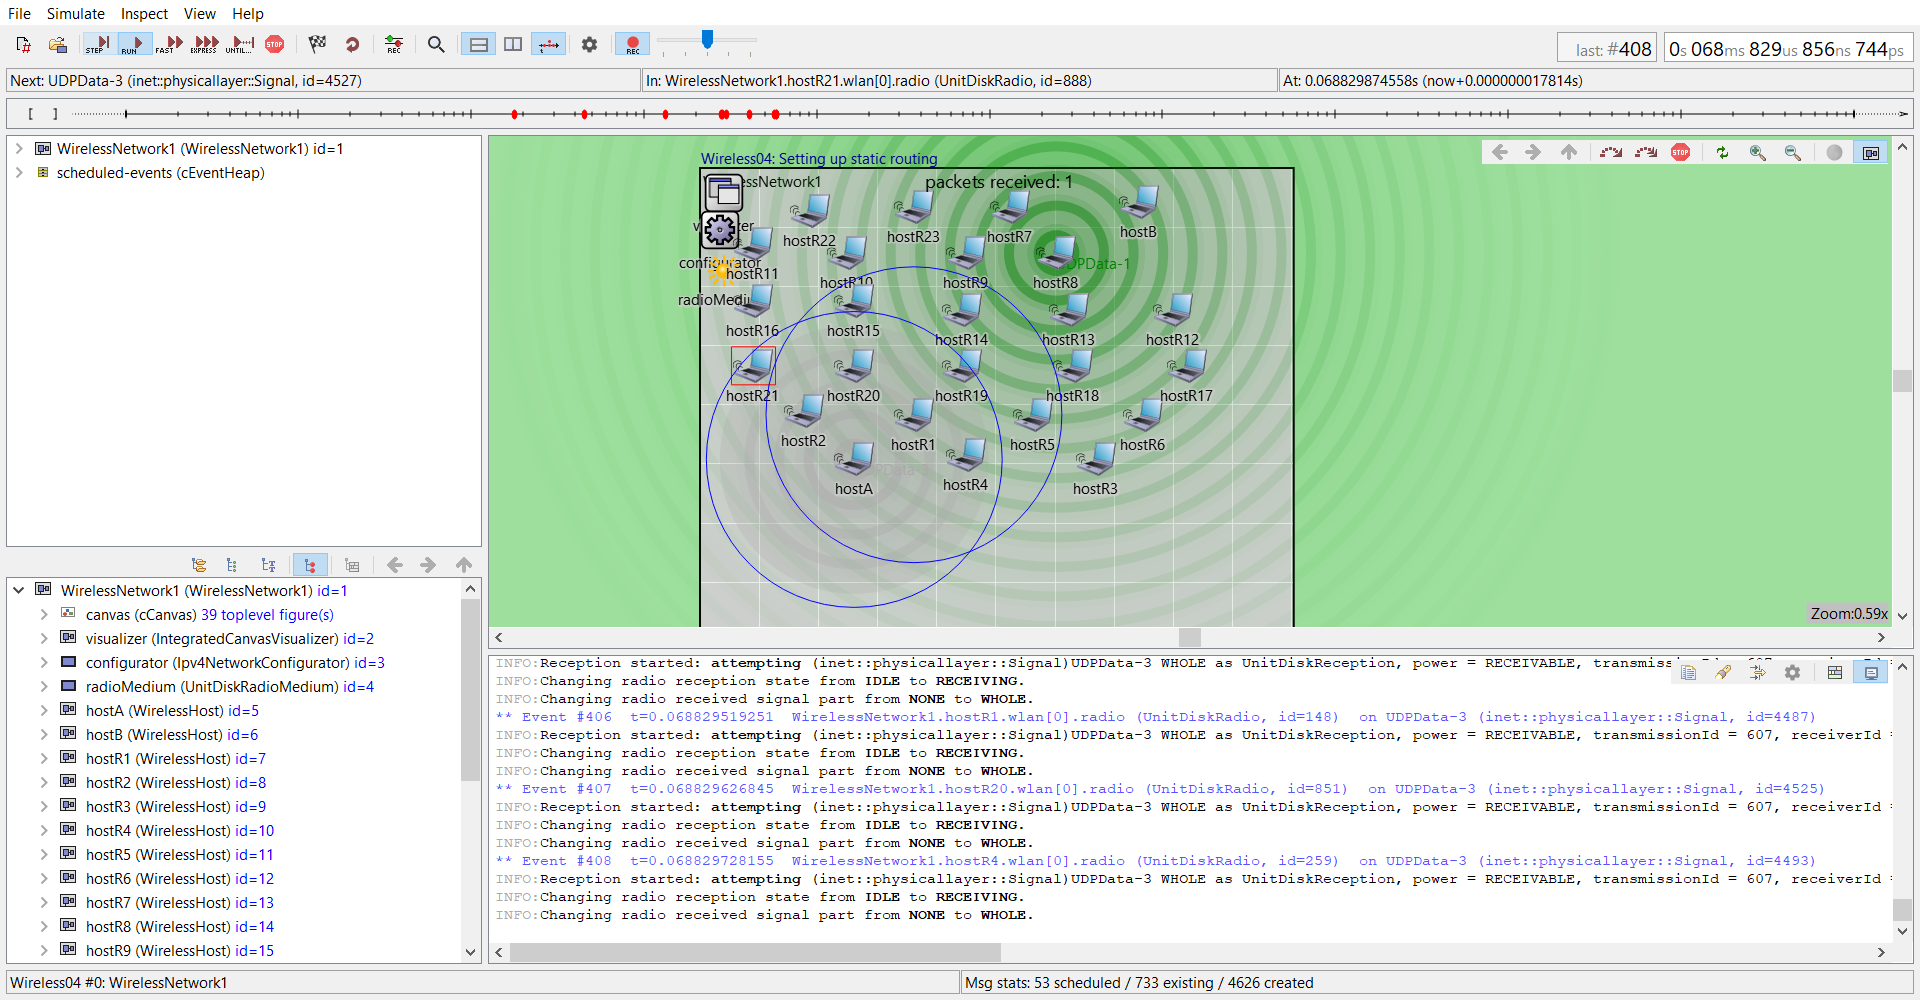 File Simulate Inspect View Help
STEP RUN FAST EXPRESS UNTIL... STOP REC REC
last: #408 0s 068ms 829us 856ns 744ps
Next: UDPData-3 (inet::physicallayer::Signal, id=4527) In: WirelessNetwork1.hostR21.wlan[0].radio (UnitDiskRadio, id=888) At: 0.068829874558s (now+0.000000017814s)
[ ]
WirelessNetwork1 (WirelessNetwork1) id=1
scheduled-events (cEventHeap)
WirelessNetwork1 (WirelessNetwork1) id=1
canvas (cCanvas) 39 toplevel figure(s)
visualizer (IntegratedCanvasVisualizer) id=2
configurator (Ipv4NetworkConfigurator) id=3
radioMedium (UnitDiskRadioMedium) id=4
hostA (WirelessHost) id=5
hostB (WirelessHost) id=6
hostR1 (WirelessHost) id=7
hostR2 (WirelessHost) id=8
hostR3 (WirelessHost) id=9
hostR4 (WirelessHost) id=10
hostR5 (WirelessHost) id=11
hostR6 (WirelessHost) id=12
hostR7 (WirelessHost) id=13
hostR8 (WirelessHost) id=14
hostR9 (WirelessHost) id=15
Wireless04: Setting up static routing
STOP
essNetwork1 packets received: 1
hostR22 hostR23 hostR7 hostB
configurator UDPData-1
hostR11 hostR10 hostR9 hostR8
radioMediu
hostR16 hostR15 hostR14 hostR13 hostR12
hostR21 hostR20 hostR19 hostR18 hostR17
hostR2 hostR1 hostR5 hostR6
hostA hostR4 hostR3
Zoom:0.59x
INFO:Reception started: attempting (inet::physicallayer::Signal)UDPData-3 WHOLE as UnitDiskReception, power = RECEIVABLE,
INFO:Changing radio reception state from IDLE to RECEIVING.
INFO:Changing radio received signal part from NONE to WHOLE.
** Event #406 t=0.068829519251 WirelessNetwork1.hostR1.wlan[0].radio (UnitDiskRadio, id=148) on UDPData-3 (inet::physicallayer::Signal, id=4487)
INFO:Reception started: attempting (inet::physicallayer::Signal)UDPData-3 WHOLE as UnitDiskReception, power = RECEIVABLE, transmissionId = 607, receiverId =
INFO:Changing radio reception state from IDLE to RECEIVING.
INFO:Changing radio received signal part from NONE to WHOLE.
** Event #407 t=0.068829626845 WirelessNetwork1.hostR20.wlan[0].radio (UnitDiskRadio, id=851) on UDPData-3 (inet::physicallayer::Signal, id=4525)
INFO:Reception started: attempting (inet::physicallayer::Signal)UDPData-3 WHOLE as UnitDiskReception, power = RECEIVABLE, transmissionId = 607, receiverId =
INFO:Changing radio reception state from IDLE to RECEIVING.
INFO:Changing radio received signal part from NONE to WHOLE.
** Event #408 t=0.068829728155 WirelessNetwork1.hostR4.wlan[0].radio (UnitDiskRadio, id=259) on UDPData-3 (inet::physicallayer::Signal, id=4493)
INFO:Reception started: attempting (inet::physicallayer::Signal)UDPData-3 WHOLE as UnitDiskReception, power = RECEIVABLE, transmissionId = 607, receiverId =
INFO:Changing radio reception state from IDLE to RECEIVING.
INFO:Changing radio received signal part from NONE to WHOLE.
Wireless04 #0: WirelessNetwork1 Msg stats: 53 scheduled / 733 existing / 4626 created